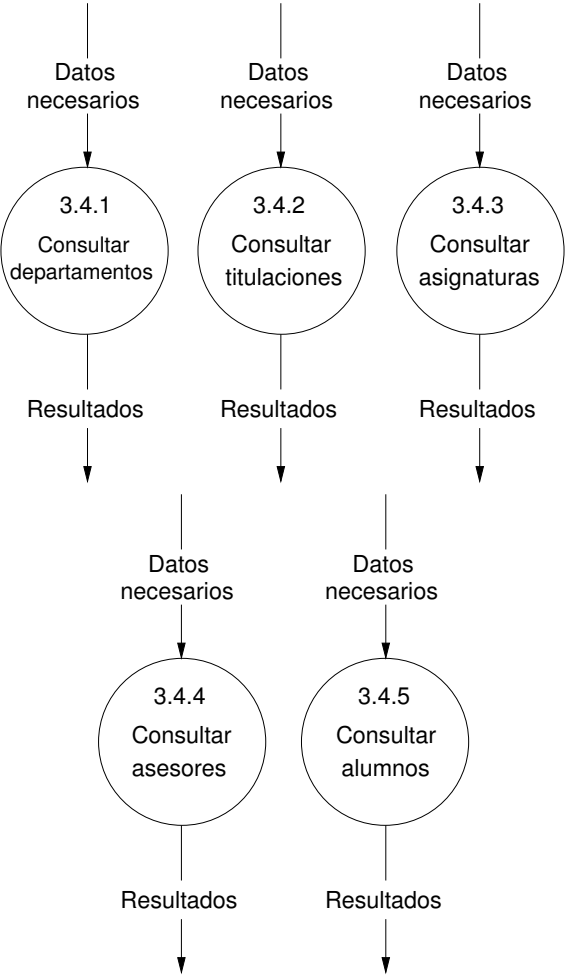 Datos
necesarios
Datos
necesarios
Datos
necesarios
3.4.1
Consultar
departamentos
3.4.2
Consultar
titulaciones
3.4.3
Consultar
asignaturas
Resultados
Resultados
Resultados
Datos
necesarios
Datos
necesarios
3.4.4
Consultar
asesores
3.4.5
Consultar
alumnos
Resultados
Resultados